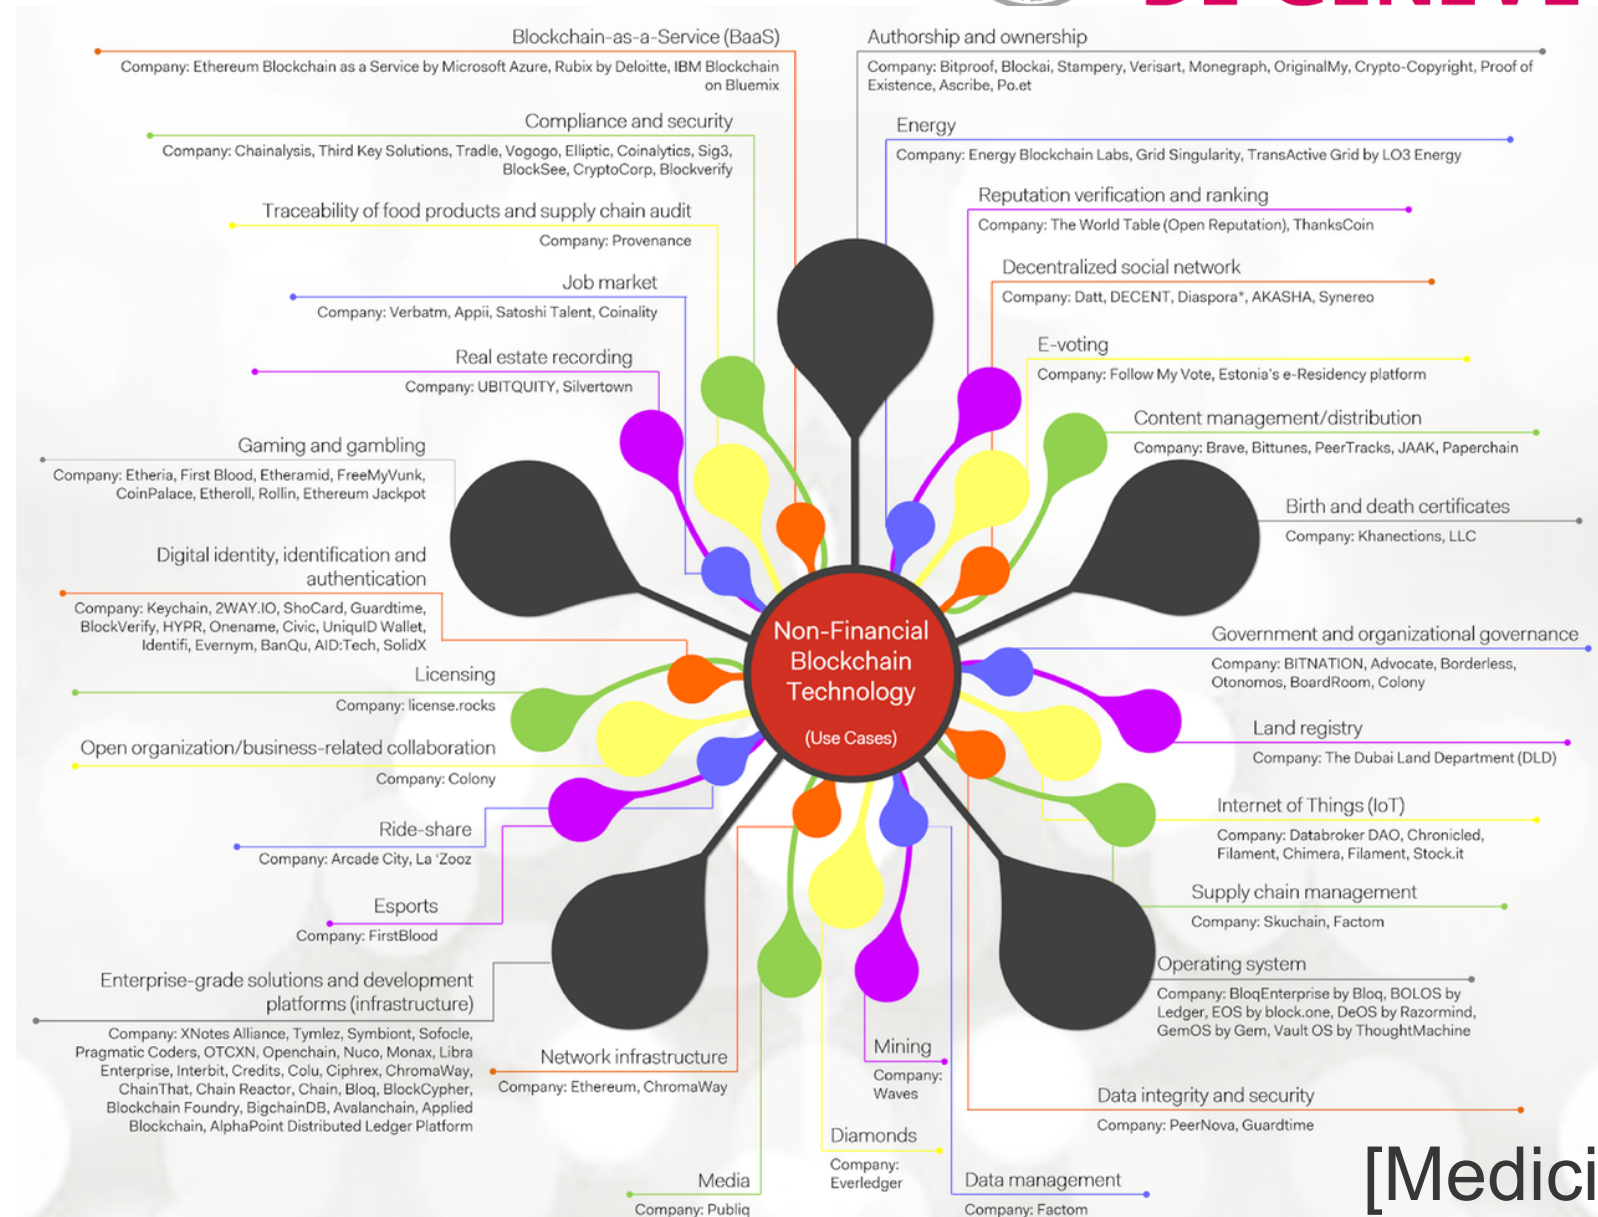 DE GENÈVE
Blockchain-as-a-Service (BaaS)
Company: Ethereum Blockchain as a Service by Microsoft Azure, Rubix by Deloitte, IBM Blockchain
on Bluemix
Compliance and security
Company: Chainalysis, Third Key Solutions, Tradle, Vogogo, Elliptic, Coinalytics, Sig3,
BlockSee, CryptoCorp, Blockverify
Traceability of food products and supply chain audit
Company: Provenance
Job market
Company: Verbatm, Appii, Satoshi Talent, Coinality
Real estate recording
Company: UBITQUITY, Silvertown
Gaming and gambling
Company: Etheria, First Blood, Etheramid, FreeMyVunk,
CoinPalace, Etheroll, Rollin, Ethereum Jackpot
Digital identity, identification and
authentication
Company: Keychain, 2WAY.IO, ShoCard, Guardtime,
BlockVerify, HYPR, Onename, Civic, UniquID Wallet,
Identifi, Evernym, BanQu, AID:Tech, SolidX
Licensing
Company: license.rocks
Open organization/business-related collaboration
Company: Colony
Ride-share
Company: Arcade City, La ‘Zooz
Esports
Company: FirstBlood
Enterprise-grade solutions and development
platforms (infrastructure)
Company: XNotes Alliance, Tymlez, Symbiont, Sofocle,
Pragmatic Coders, OTCXN, Openchain, Nuco, Monax, Libra
Enterprise, Interbit, Credits, Colu, Ciphrex, ChromaWay,
ChainThat, Chain Reactor, Chain, Bloq, BlockCypher,
Blockchain Foundry, BigchainDB, Avalanchain, Applied
Blockchain, AlphaPoint Distributed Ledger Platform
Network infrastructure
Company: Ethereum, ChromaWay
Media
Company: Publiq
Non-Financial
Blockchain
Technology
(Use Cases)
Authorship and ownership
Company: Bitproof, Blockai, Stampery, Verisart, Monegraph, OriginalMy, Crypto-Copyright, Proof of
Existence, Ascribe, Po.et
Energy
Company: Energy Blockchain Labs, Grid Singularity, TransActive Grid by LO3 Energy
Reputation verification and ranking
Company: The World Table (Open Reputation), ThanksCoin
Decentralized social network
Company: Datt, DECENT, Diaspora*, AKASHA, Synereo
E-voting
Company: Follow My Vote, Estonia's e-Residency platform
Content management/distribution
Company: Brave, Bittunes, PeerTracks, JAAK, Paperchain
Birth and death certificates
Company: Khanections, LLC
Government and organizational governance
Company: BITNATION, Advocate, Borderless,
Otonomos, BoardRoom, Colony
Land registry
Company: The Dubai Land Department (DLD)
Internet of Things (IoT)
Company: Databroker DAO, Chronicled,
Filament, Chimera, Filament, Stock.it
Supply chain management
Company: Skuchain, Factom
Operating system
Company: BloqEnterprise by Bloq, BOLOS by
Ledger, EOS by block.one, DeOS by Razormind,
GemOS by Gem, Vault OS by ThoughtMachine
Mining
Company:
Waves
Data integrity and security
Company: PeerNova, Guardtime
Diamonds
Company:
Everledger
Data management
Company: Factom
[Medici